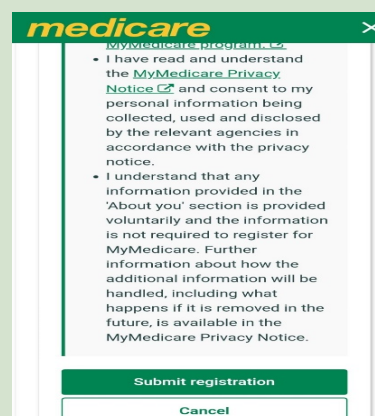 medicare
MyMedicare program.
• I have read and understand
the MyMedicare Privacy
Notice and consent to my
personal information being
collected, used and disclosed
by the relevant agencies in
accordance with the privacy
notice.
• I understand that any
information provided in the
'About you' section is provided
voluntarily and the information
is not required to register for
MyMedicare. Further
information about how the
additional information will be
handled, including what
happens if it is removed in the
future, is available in the
MyMedicare Privacy Notice.
Submit registration
Cancel